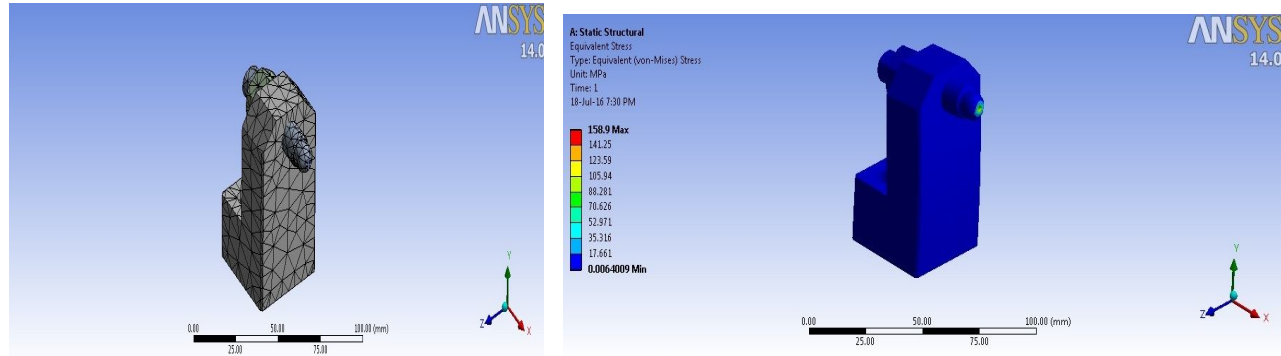 ANSYS
14.0
Y
Z
X
0.00
50.00
100.00 (mm)
25.00
75.00
A: Static Structural
Equivalent Stress
Type: Equivalent (von-Mises) Stress
Unit: MPa
Time: 1
18-Jul-16 7:30 PM
158.9 Max
141.25
123.59
105.94
88.281
70.626
52.971
35.316
17.661
0.0064009 Min
ANSYS
14.0
Y
Z
X
0.00
50.00
100.00 (mm)
25.00
75.00